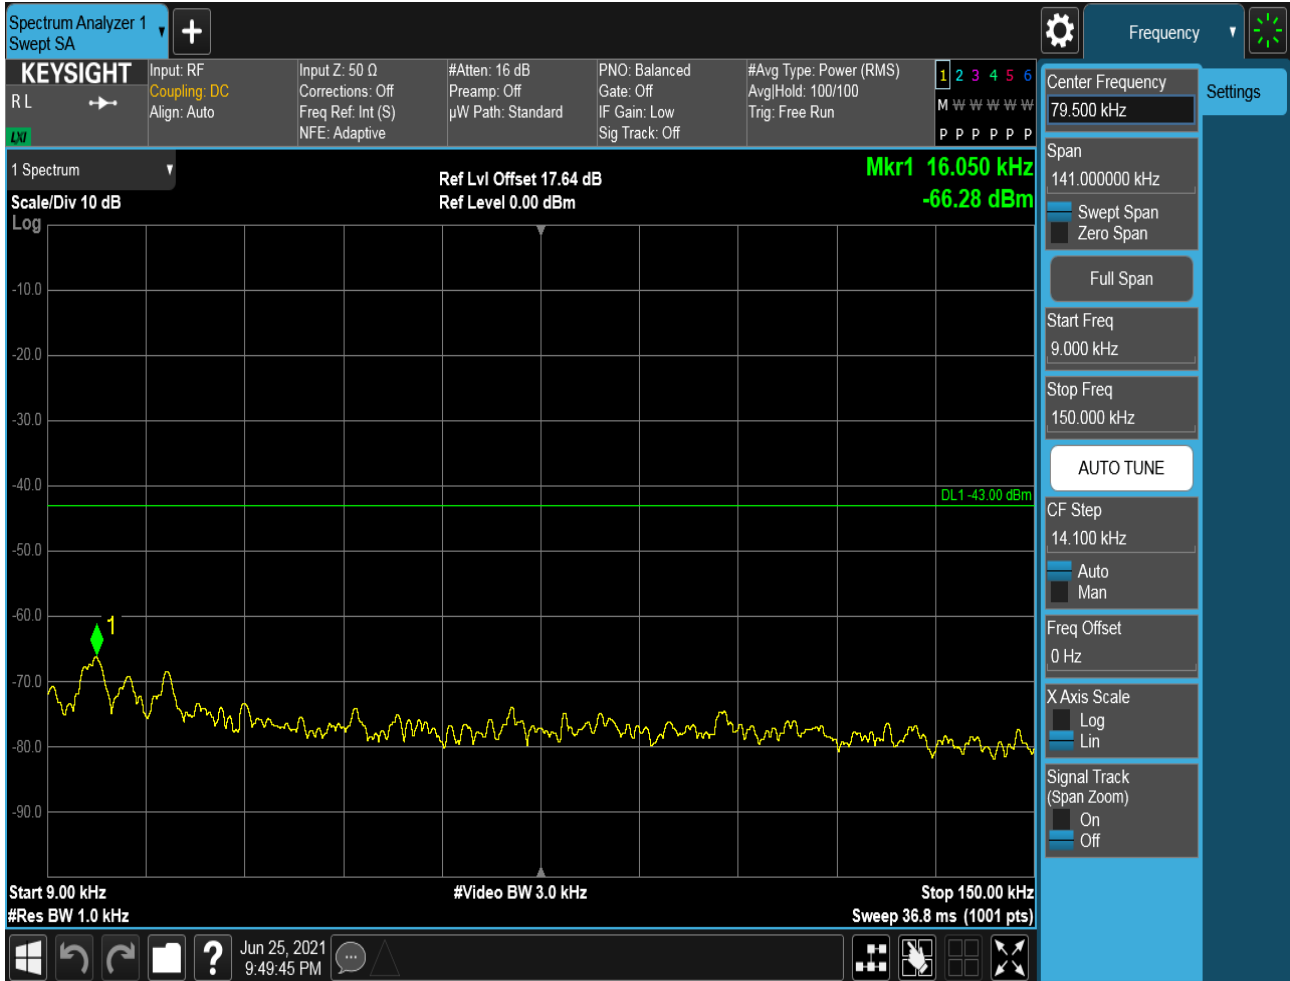 Spectrum Analyzer 1
Swept SA
+
Frequency
KEYSIGHT
R L
LXI
Input: RF
Coupling: DC
Align: Auto
Input Z: 50 Ω
Corrections: Off
Freq Ref: Int (S)
NFE: Adaptive
#Atten: 16 dB
Preamp: Off
µW Path: Standard
PNO: Balanced
Gate: Off
IF Gain: Low
Sig Track: Off
#Avg Type: Power (RMS)
Avg|Hold: 100/100
Trig: Free Run
1 2 3 4 5 6
M W W W W W
P P P P P P
1 Spectrum
Scale/Div 10 dB
Log
Ref Lvl Offset 17.64 dB
Ref Level 0.00 dBm
Mkr1 16.050 kHz
-66.28 dBm
-10.0
-20.0
-30.0
-40.0
DL1 -43.00 dBm
-50.0
-60.0
1
-70.0
-80.0
-90.0
Start 9.00 kHz
#Res BW 1.0 kHz
#Video BW 3.0 kHz
Stop 150.00 kHz
Sweep 36.8 ms (1001 pts)
?
Jun 25, 2021
9:49:45 PM
Center Frequency
79.500 kHz
Span
141.000000 kHz
Swept Span
Zero Span
Full Span
Start Freq
9.000 kHz
Stop Freq
150.000 kHz
AUTO TUNE
CF Step
14.100 kHz
Auto
Man
Freq Offset
0 Hz
X Axis Scale
Log
Lin
Signal Track
(Span Zoom)
On
Off
Settings